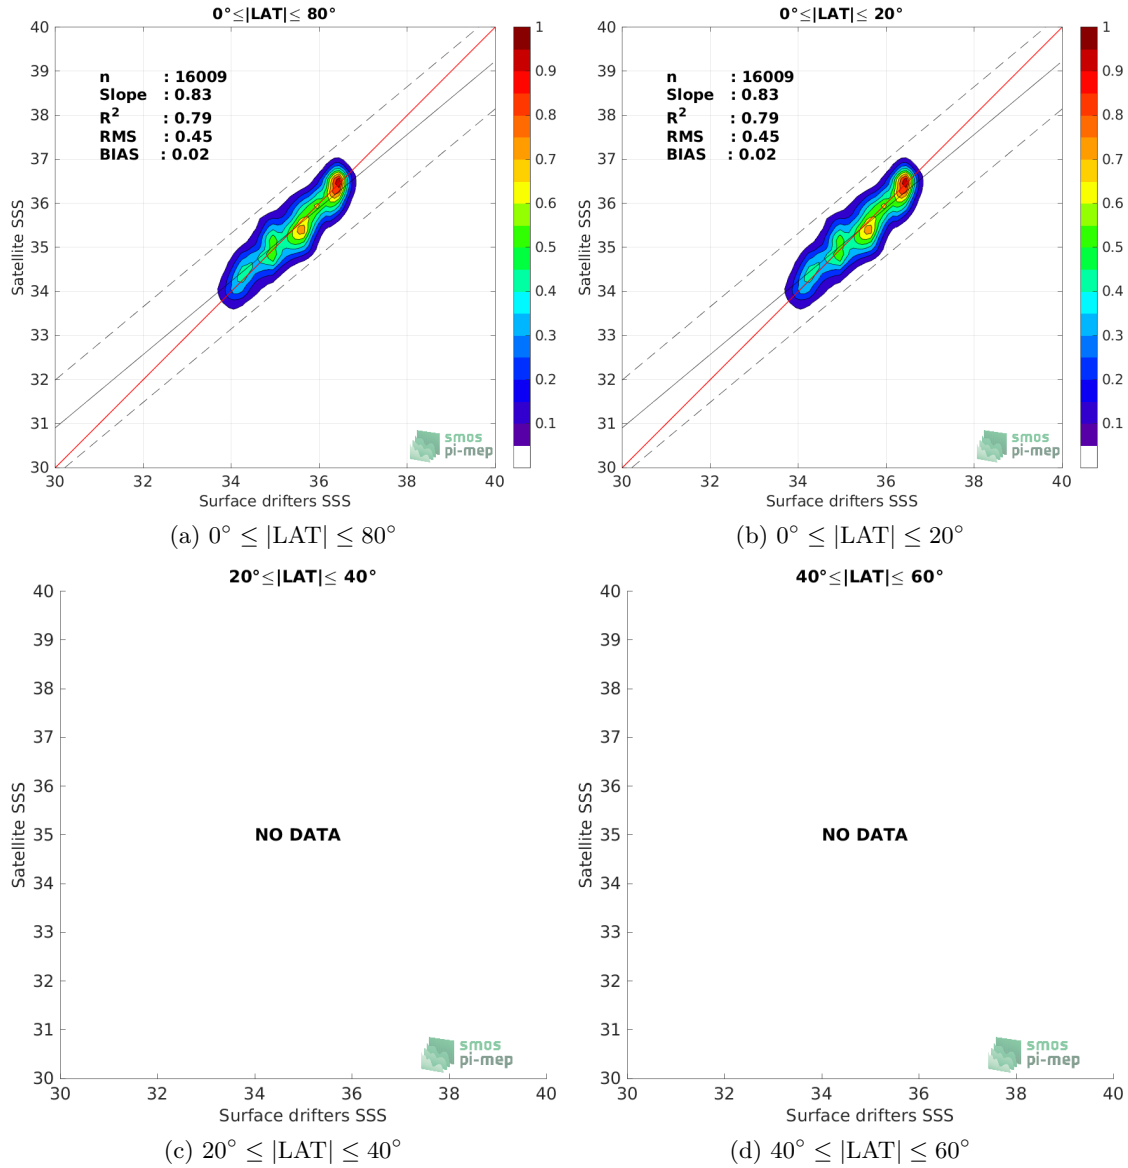 0°≤|LAT|≤ 80°
40
39
38
37
36
35
34
33
32
31
30
Satellite SSS
n : 16009
Slope : 0.83
R² : 0.79
RMS : 0.45
BIAS : 0.02
smos
pi-mep
30 32 34 36 38 40
Surface drifters SSS
1
0.9
0.8
0.7
0.6
0.5
0.4
0.3
0.2
0.1
(a) 0° ≤ |LAT| ≤ 80°
0°≤|LAT|≤ 20°
40
39
38
37
36
35
34
33
32
31
30
Satellite SSS
n : 16009
Slope : 0.83
R² : 0.79
RMS : 0.45
BIAS : 0.02
smos
pi-mep
30 32 34 36 38 40
Surface drifters SSS
1
0.9
0.8
0.7
0.6
0.5
0.4
0.3
0.2
0.1
(b) 0° ≤ |LAT| ≤ 20°
20°≤|LAT|≤ 40°
40
39
38
37
36
35
34
33
32
31
30
Satellite SSS
NO DATA
smos
pi-mep
30 32 34 36 38 40
Surface drifters SSS
(c) 20° ≤ |LAT| ≤ 40°
40°≤|LAT|≤ 60°
40
39
38
37
36
35
34
33
32
31
30
Satellite SSS
NO DATA
smos
pi-mep
30 32 34 36 38 40
Surface drifters SSS
(d) 40° ≤ |LAT| ≤ 60°